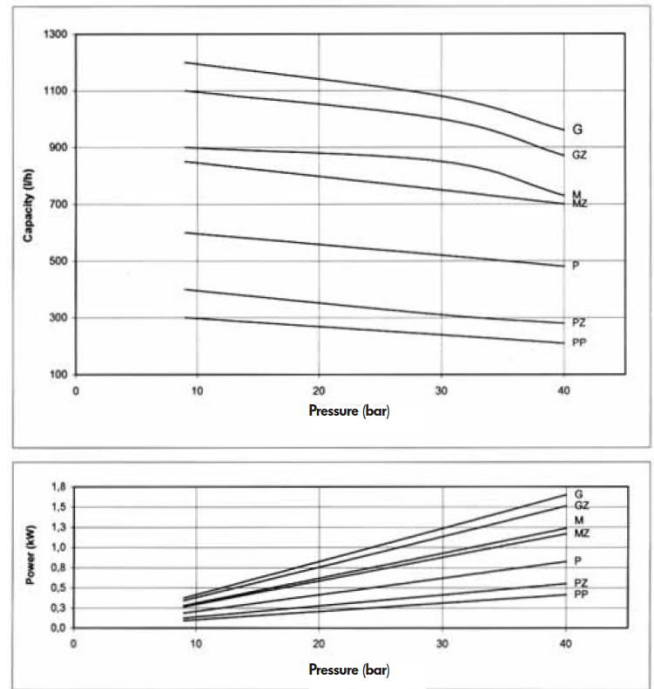 1300
1100
900
700
500
300
100
Capacity (l/h)
G
GZ
M
MZ
P
PZ
PP
0 10 20 30 40
Pressure (bar)
1,8
1,5
1,3
1,0
0,8
0,5
0,3
0,0
Power (kW)
G
GZ
M
MZ
P
PZ
PP
0 10 20 30 40
Pressure (bar)